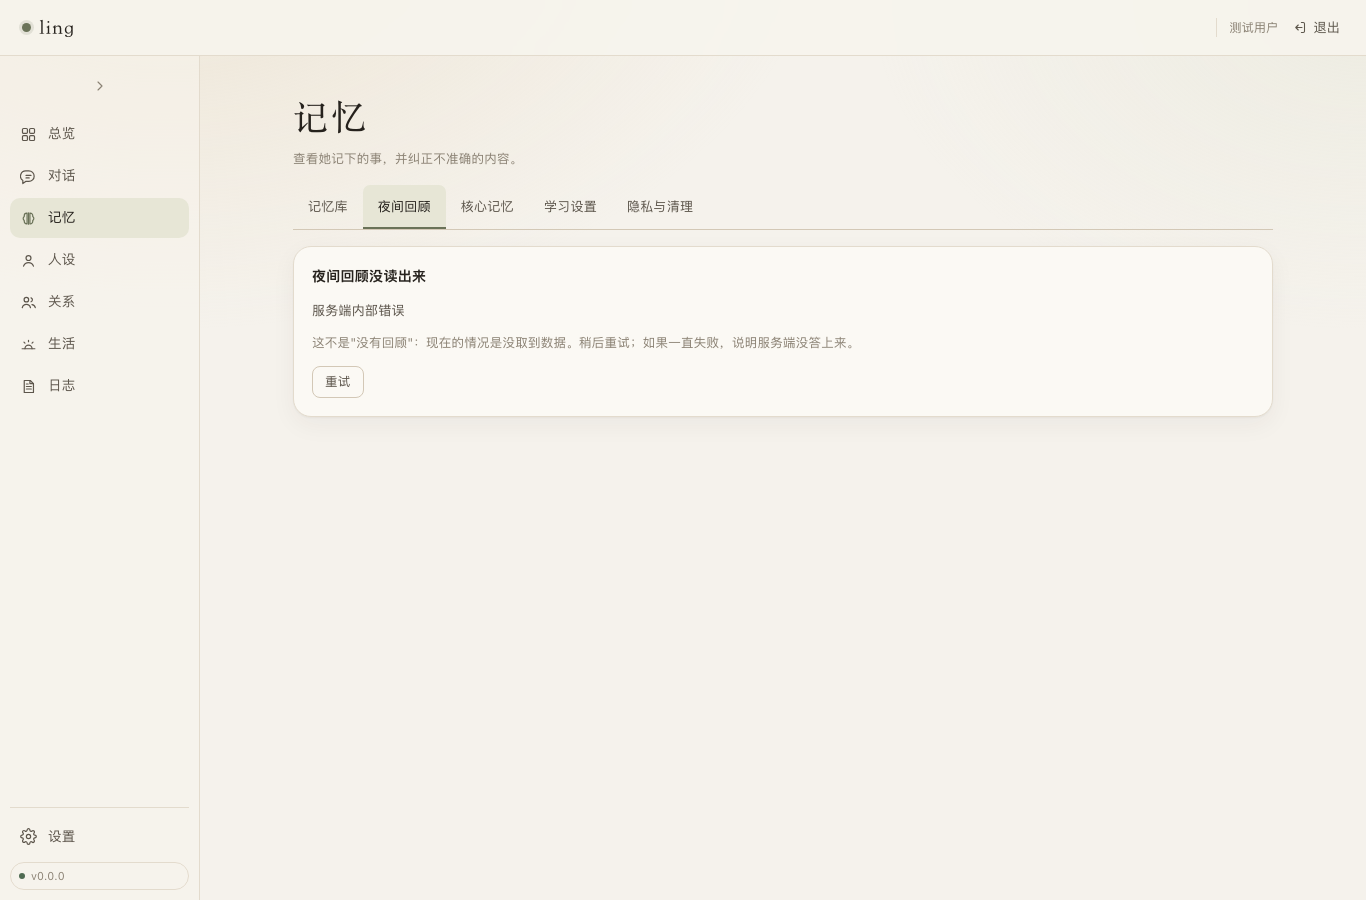 ling
测试用户
退出
总览
对话
记忆
人设
关系
生活
日志
设置
v0.0.0
记忆
查看她记下的事，并纠正不准确的内容。
记忆库
夜间回顾
核心记忆
学习设置
隐私与清理
夜间回顾没读出来
服务端内部错误
这不是"没有回顾"：现在的情况是没取到数据。稍后重试；如果一直失败，说明服务端没答上来。
重试